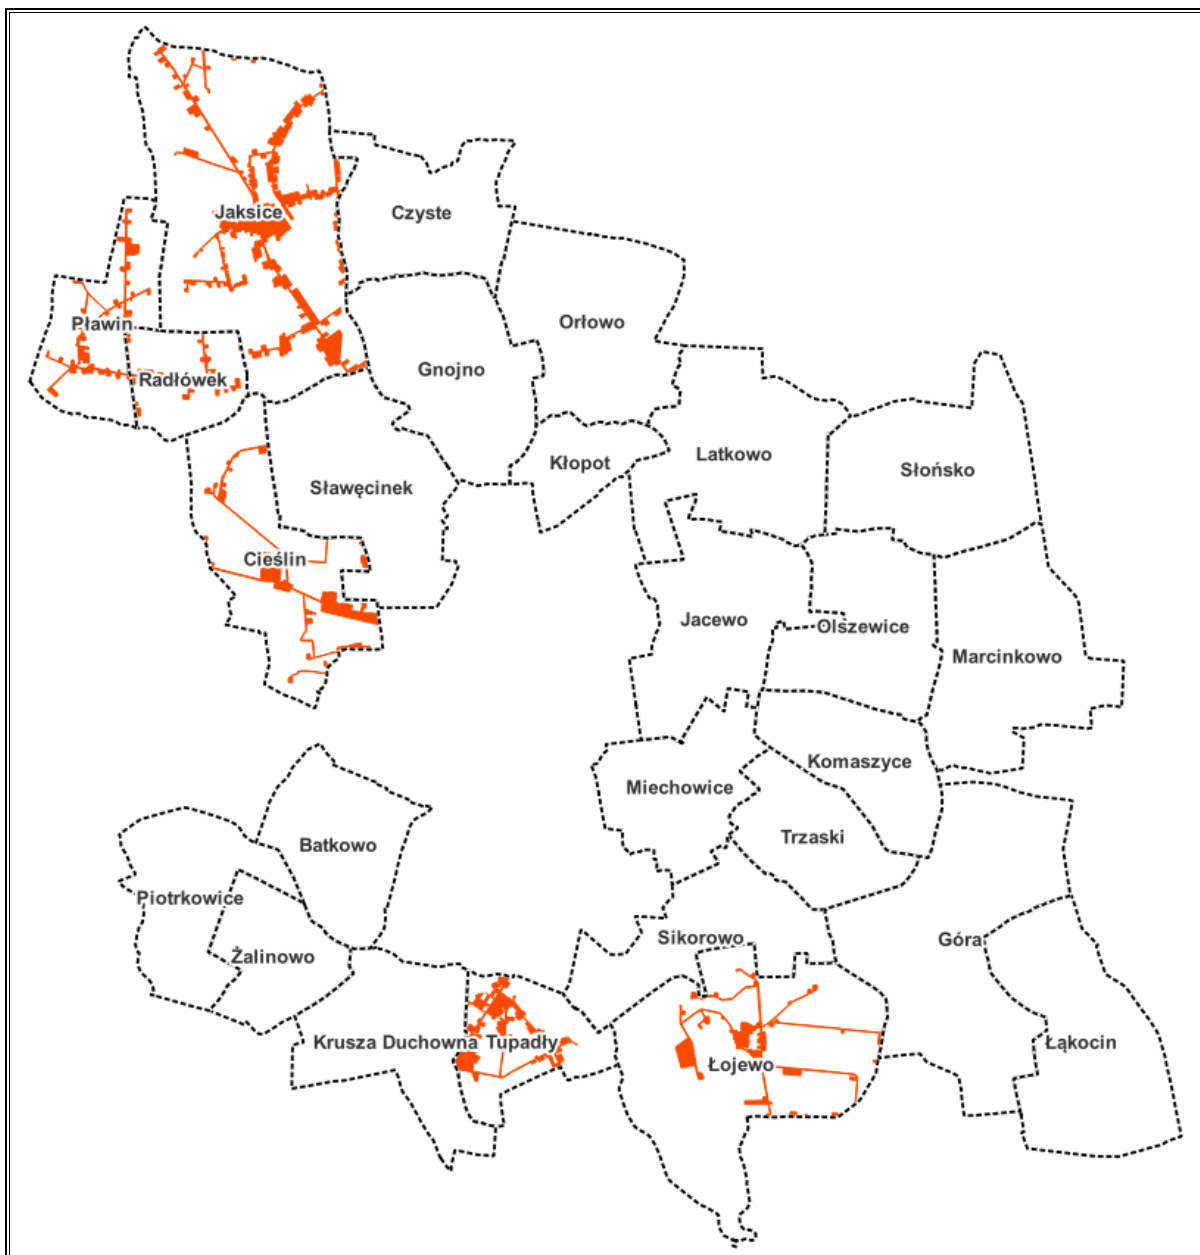 Jaksice
Czyste
Pławin
Orłowo
Radłówek
Gnojno
Kłopot
Latkowo
Słońsko
Sławęcinek
Cieślin
Jacewo
Olszewice
Marcinkowo
Komaszyce
Miechowice
Trzaski
Batkowo
Piotrkowice
Żalinowo
Sikorowo
Góra
Krusza Duchowna
Tupadły
Łojewo
Łąkocin